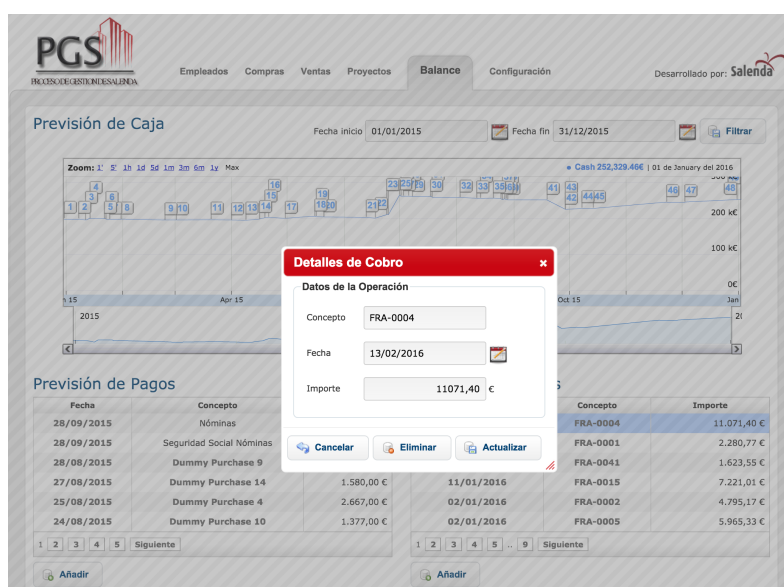 PGS
PROCESO DE GESTION DE SALENDA
Empleados Compras Ventas Proyectos Balance Configuración
Desarrollado por: Salenda
Previsión de Caja
Fecha inicio 01/01/2015 Fecha fin 31/12/2015 Filtrar
Zoom: 1' 5' 1h 1d 5d 1m 3m 6m 1y Max
Cash 252,329.46€ | 01 de January del 2016
200 k€
100 k€
0€
Apr 15 Oct 15 Jan
2015
Detalles de Cobro
Datos de la Operación
Concepto FRA-0004
Fecha 13/02/2016
Importe 11071,40 €
Cancelar Eliminar Actualizar
Previsión de Pagos
Fecha Concepto
28/09/2015 Nóminas
28/09/2015 Seguridad Social Nóminas
28/08/2015 Dummy Purchase 9
27/08/2015 Dummy Purchase 14 1.580,00 €
25/08/2015 Dummy Purchase 4 2.667,00 €
24/08/2015 Dummy Purchase 10 1.377,00 €
1 2 3 4 5 Siguiente
Añadir
Concepto Importe
FRA-0004 11.071,40 €
FRA-0001 2.280,77 €
FRA-0041 1.623,55 €
11/01/2016 FRA-0015 7.221,01 €
02/01/2016 FRA-0002 4.795,17 €
02/01/2016 FRA-0005 5.965,33 €
1 2 3 4 5 .. 9 Siguiente
Añadir